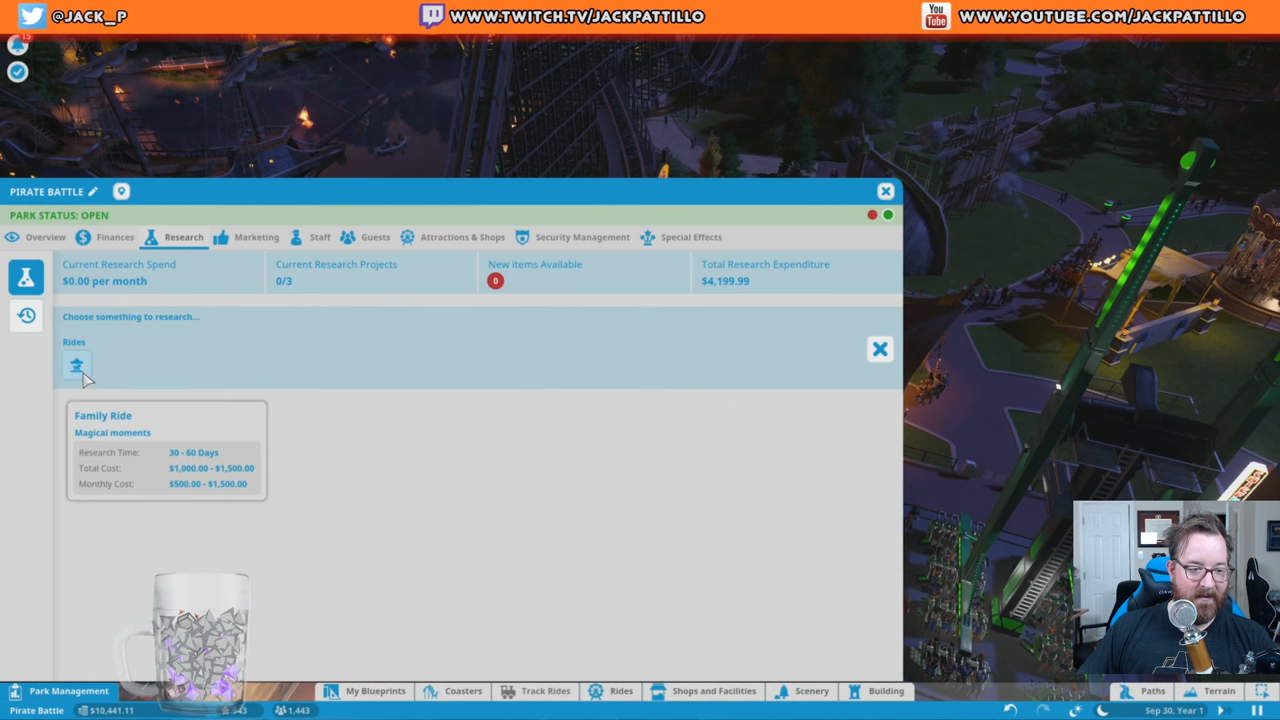 @JACK_P
WWW.TWITCH.TV/JACKPATTILLO
You Tube
WWW.YOUTUBE.COM/JACKPATTILLO
15
PIRATE BATTLE
PARK STATUS: OPEN
Overview
Finances
Research
Marketing
Staff
Guests
Attractions & Shops
Security Management
Special Effects
Current Research Spend
$0.00 per month
Current Research Projects
0/3
New items Available
0
Total Research Expenditure
$4,199.99
Choose something to research...
Rides
Family Ride
Magical moments
Research Time: 30 - 60 Days
Total Cost: $1,000.00 - $1,500.00
Monthly Cost: $500.00 - $1,500.00
Park Management
My Blueprints
Coasters
Track Rides
Rides
Shops and Facilities
Scenery
Building
Paths
Terrain
Pirate Battle
$10,441.11
1,443
Sep 30, Year 1